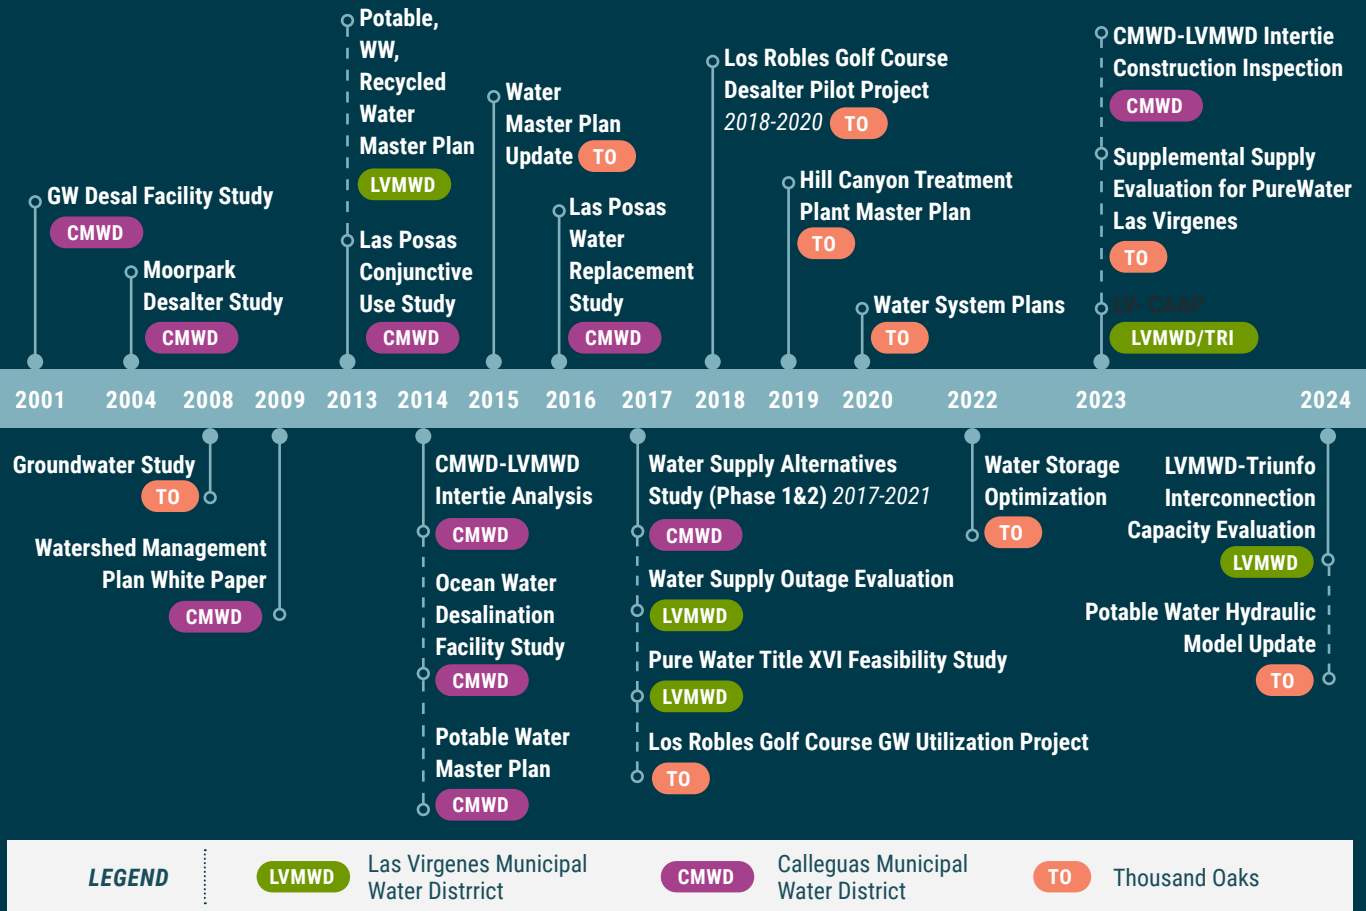 GW Desal Facility Study
CMWD
Moorpark
Desalter Study
CMWD
Potable,
WW,
Recycled
Water
Master Plan
LVMWD
Las Posas
Conjunctive
Use Study
CMWD
Water
Master Plan
Update TO
Las Posas
Water
Replacement
Study
CMWD
Los Robles Golf Course
Desalter Pilot Project
2018-2020 TO
Hill Canyon Treatment
Plant Master Plan
TO
Water System Plans
TO
CMWD-LVMWD Intertie
Construction Inspection
CMWD
Supplemental Supply
Evaluation for PureWater
Las Virgenes
TO
LV- CAAP
LVMWD/TRI
2001 2004 2008 2009 2013 2014 2015 2016 2017 2018 2019 2020 2022 2023 2024
Groundwater Study
TO
Watershed Management
Plan White Paper
CMWD
CMWD-LVMWD
Intertie Analysis
CMWD
Ocean Water
Desalination
Facility Study
CMWD
Potable Water
Master Plan
CMWD
Water Supply Alternatives
Study (Phase 1&2) 2017-2021
CMWD
Water Supply Outage Evaluation
LVMWD
Pure Water Title XVI Feasibility Study
LVMWD
Los Robles Golf Course GW Utilization Project
TO
Water Storage
Optimization
TO
LVMWD-Triunfo
Interconnection
Capacity Evaluation
LVMWD
Potable Water Hydraulic
Model Update
TO
LEGEND
LVMWD
Las Virgenes Municipal
Water Distrrict
CMWD
Calleguas Municipal
Water District
TO
Thousand Oaks